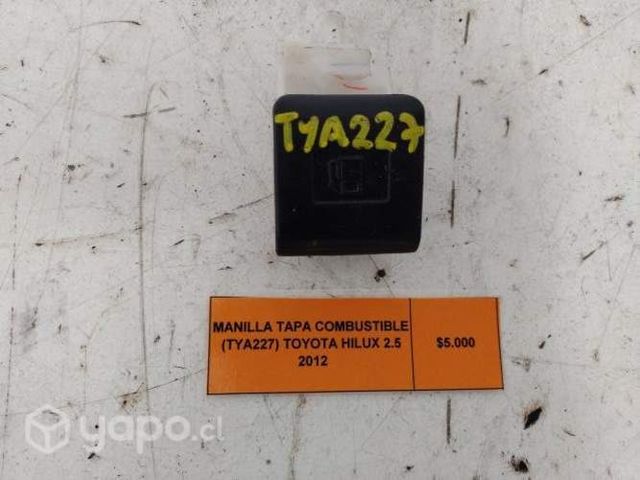 TYA227
MANILLA TAPA COMBUSTIBLE
(TYA227) TOYOTA HILUX 2.5
2012
$5.000
yapo.cl